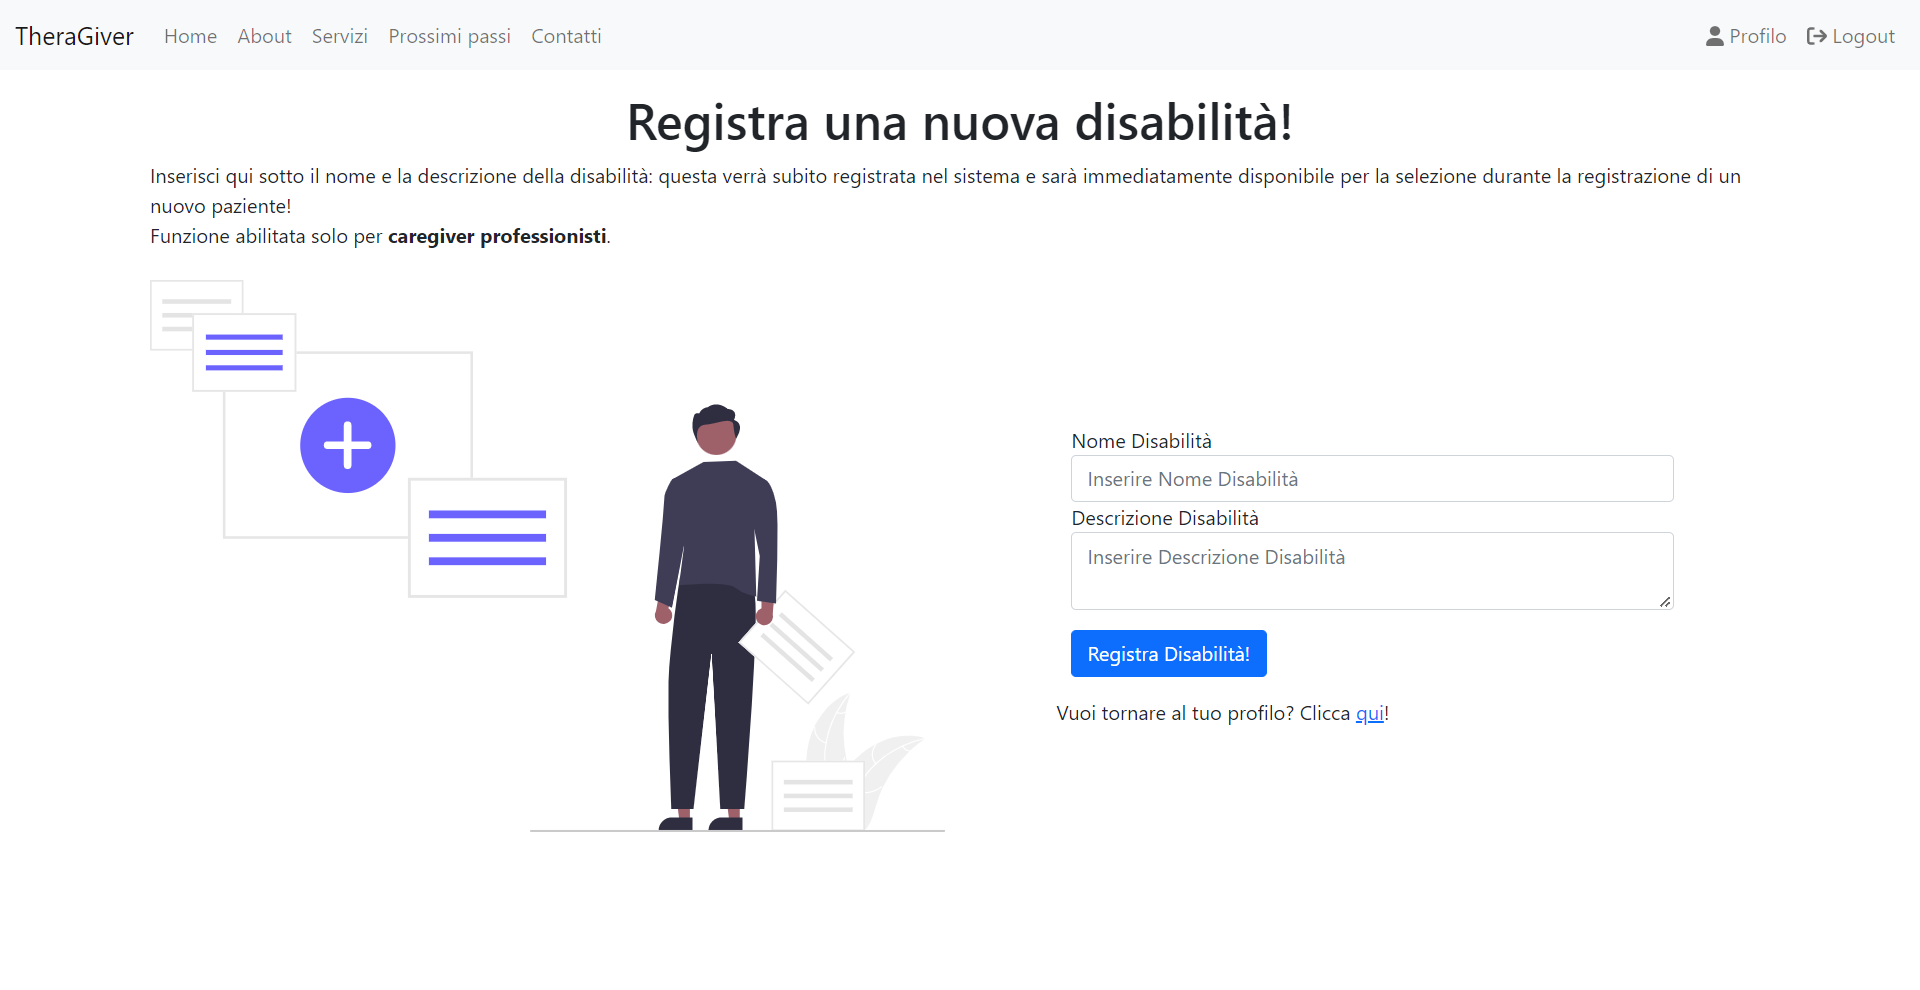 TheraGiver Home About Servizi Prossimi passi Contatti Profilo Logout
Registra una nuova disabilità!
Inserisci qui sotto il nome e la descrizione della disabilità: questa verrà subito registrata nel sistema e sarà immediatamente disponibile per la selezione durante la registrazione di un
nuovo paziente!
Funzione abilitata solo per caregiver professionisti.
Nome Disabilità
Inserire Nome Disabilità
Descrizione Disabilità
Inserire Descrizione Disabilità
Registra Disabilità!
Vuoi tornare al tuo profilo? Clicca qui!